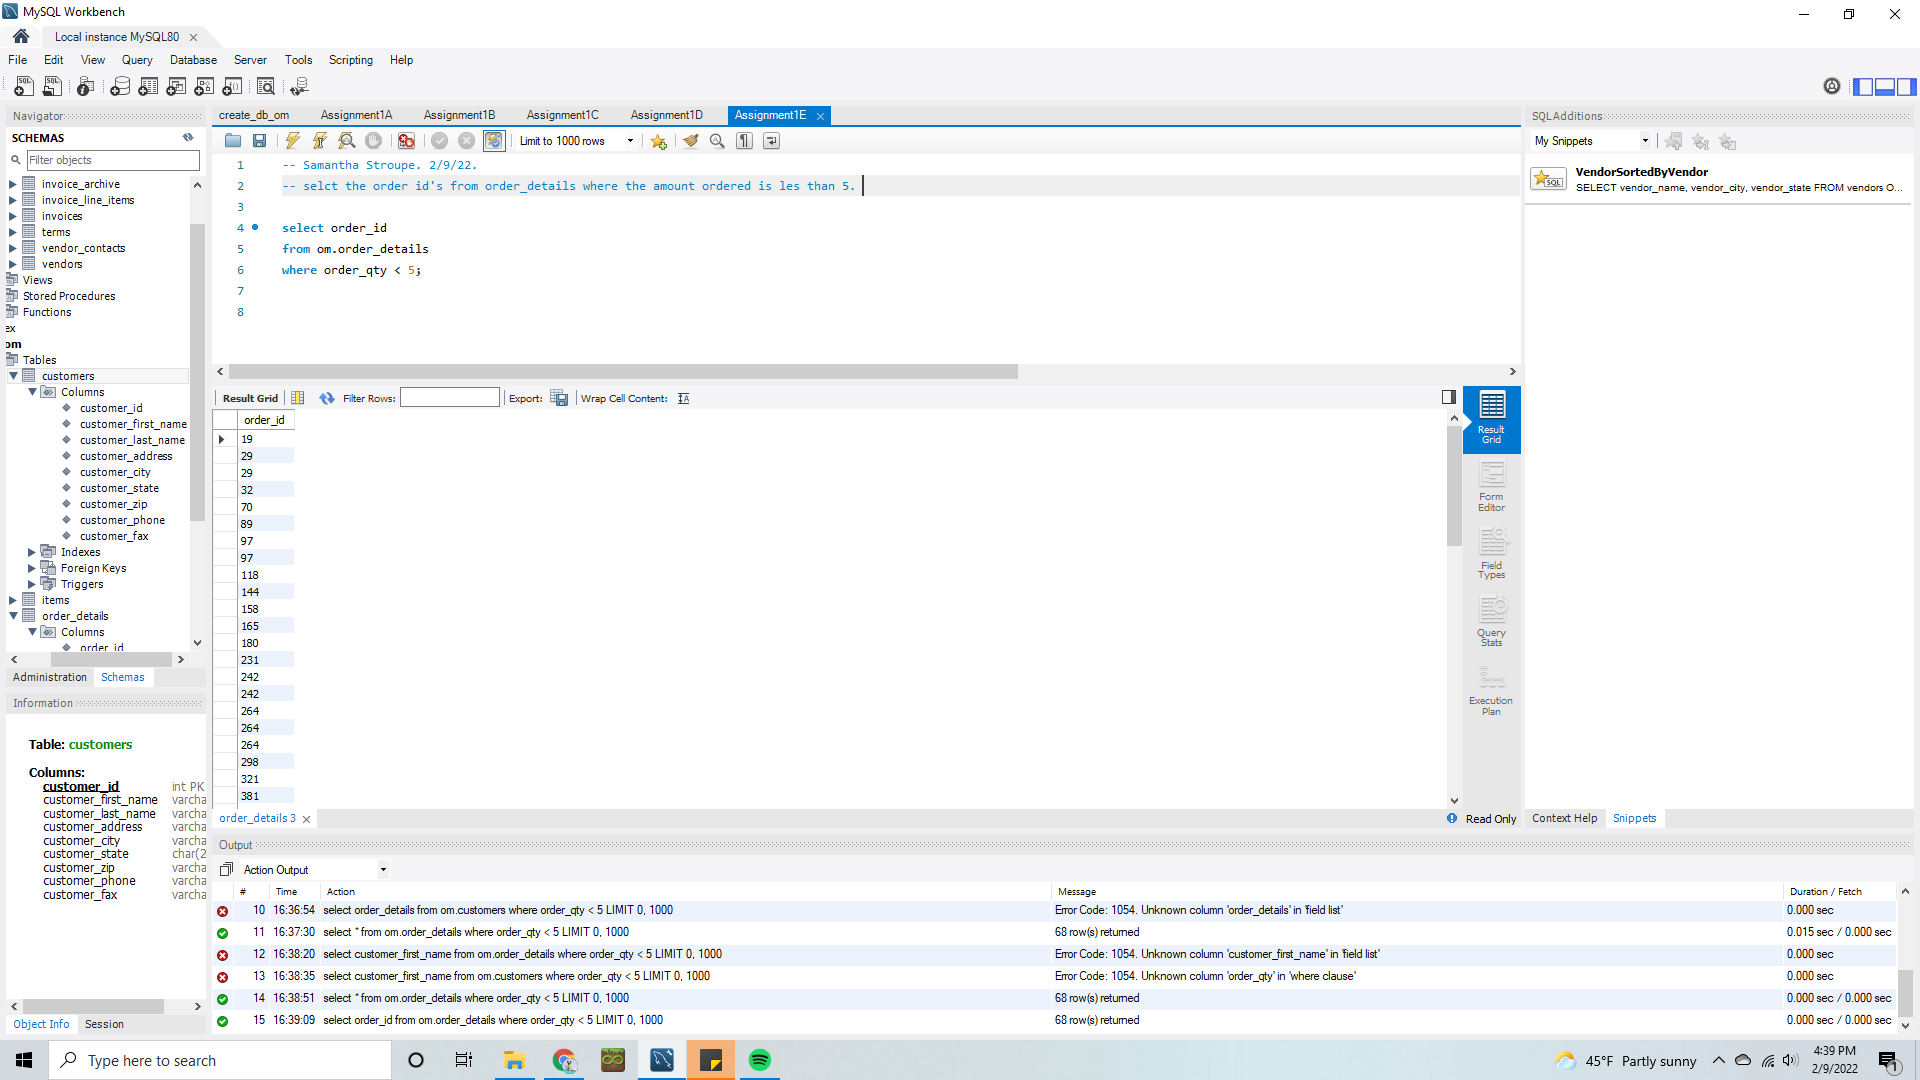 MySQL Workbench
Local instance MySQL80
File Edit View Query Database Server Tools Scripting Help
Navigator
SCHEMAS
Filter objects
invoice_archive
invoice_line_items
invoices
terms
vendor_contacts
vendors
Views
Stored Procedures
Functions
ex
om
Tables
customers
Columns
customer_id
customer_first_name
customer_last_name
customer_address
customer_city
customer_state
customer_zip
customer_phone
customer_fax
Indexes
Foreign Keys
Triggers
items
order_details
Columns
order_id
Administration Schemas
Information
Table: customers
Columns:
customer_id int PK
customer_first_name varcha
customer_last_name varcha
customer_address varcha
customer_city varcha
customer_state char(2
customer_zip varcha
customer_phone varcha
customer_fax varcha
Object Info Session
create_db_om Assignment1A Assignment1B Assignment1C Assignment1D Assignment1E
Limit to 1000 rows
1 -- Samantha Stroupe. 2/9/22.
2 -- selct the order id's from order_details where the amount ordered is les than 5.
3
4 select order_id
5 from om.order_details
6 where order_qty < 5;
7
8
Result Grid Filter Rows: Export: Wrap Cell Content:
order_id
19
29
29
32
70
89
97
97
118
144
158
165
180
231
242
242
264
264
264
298
321
381
Result Grid
Form Editor
Field Types
Query Stats
Execution Plan
order_details 3
Read Only
SQLAdditions
My Snippets
SQL
VendorSortedByVendor
SELECT vendor_name, vendor_city, vendor_state FROM vendors O...
Context Help Snippets
Output
Action Output
# Time Action Message Duration / Fetch
10 16:36:54 select order_details from om.customers where order_qty < 5 LIMIT 0, 1000 Error Code: 1054. Unknown column 'order_details' in 'field list' 0.000 sec
11 16:37:30 select * from om.order_details where order_qty < 5 LIMIT 0, 1000 68 row(s) returned 0.015 sec / 0.000 sec
12 16:38:20 select customer_first_name from om.order_details where order_qty < 5 LIMIT 0, 1000 Error Code: 1054. Unknown column 'customer_first_name' in 'field list' 0.000 sec
13 16:38:35 select customer_first_name from om.customers where order_qty < 5 LIMIT 0, 1000 Error Code: 1054. Unknown column 'order_qty' in 'where clause' 0.000 sec
14 16:38:51 select * from om.order_details where order_qty < 5 LIMIT 0, 1000 68 row(s) returned 0.000 sec / 0.000 sec
15 16:39:09 select order_id from om.order_details where order_qty < 5 LIMIT 0, 1000 68 row(s) returned 0.000 sec / 0.000 sec
Type here to search
45°F Partly sunny
4:39 PM
2/9/2022
1